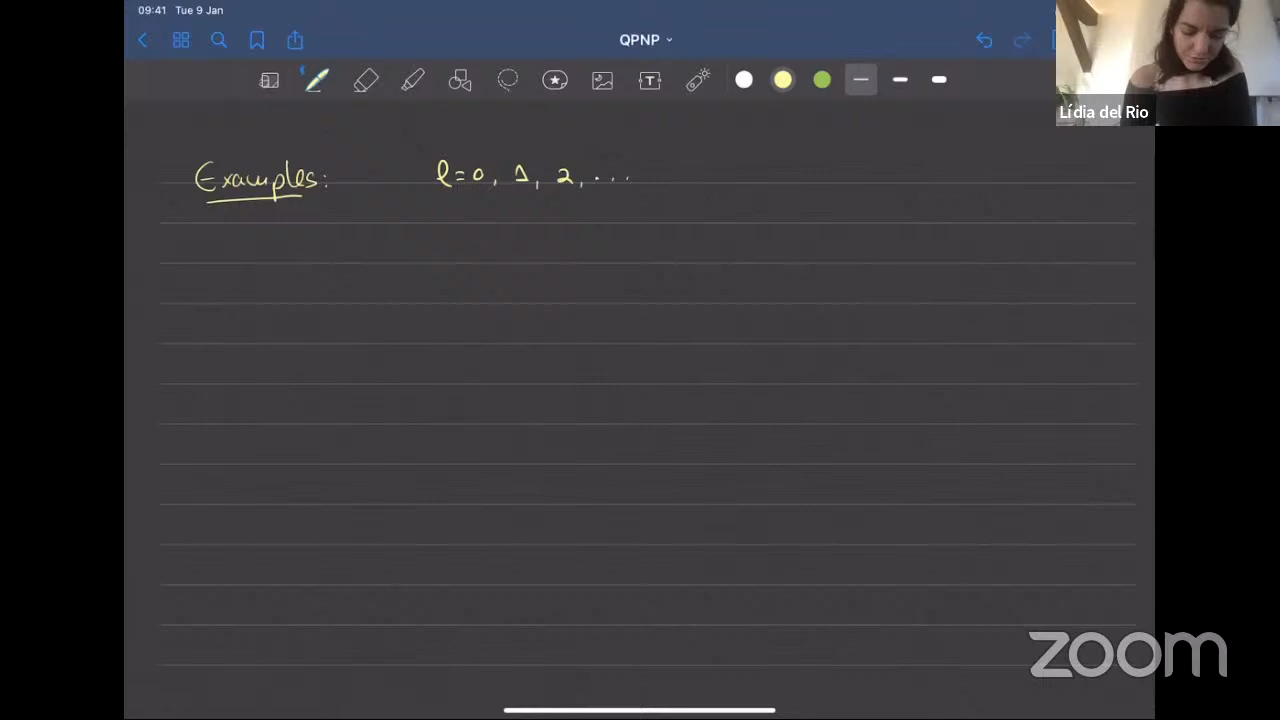 09:41 Tue 9 Jan
QPNP
Lídia del Rio
Examples: l=0, 1, 2, ...
zoom